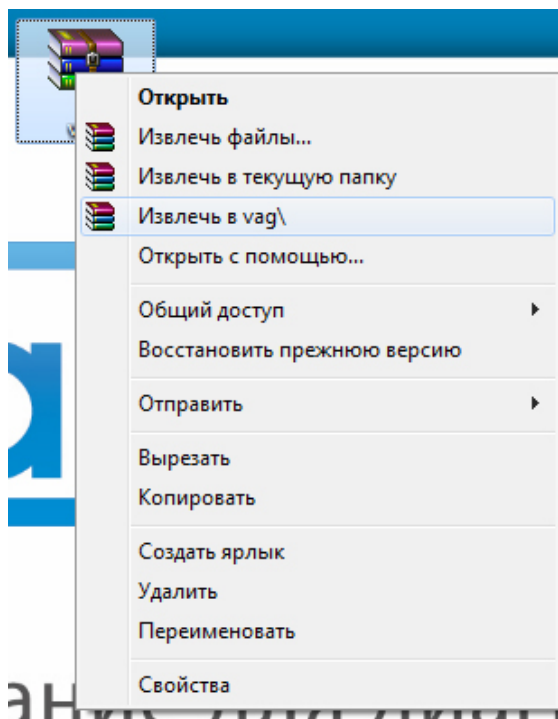 Открыть
Извлечь файлы...
Извлечь в текущую папку
Извлечь в vag\
Открыть с помощью...
Общий доступ
Восстановить прежнюю версию
Отправить
Вырезать
Копировать
Создать ярлык
Удалить
Переименовать
Свойства